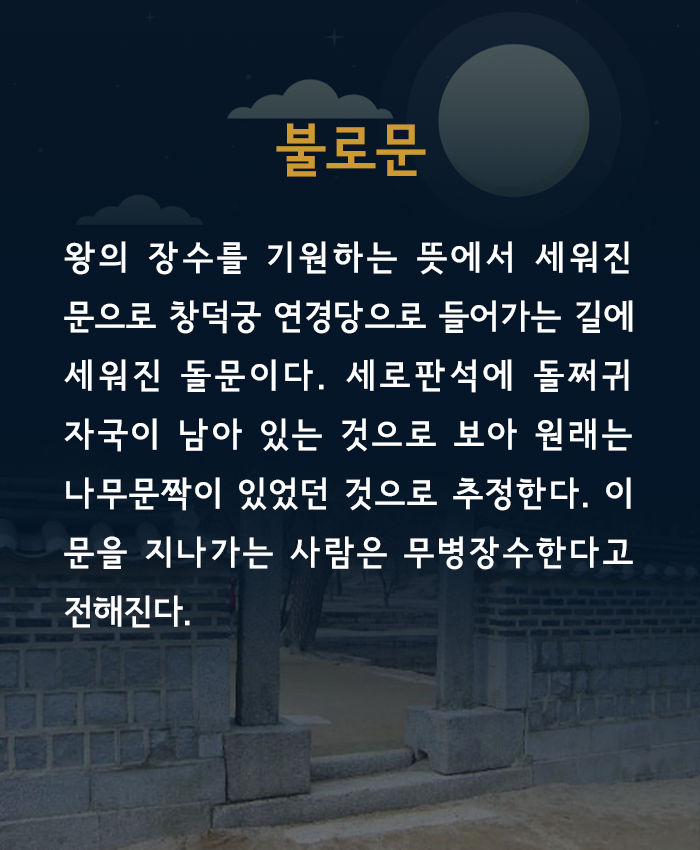 불로문
왕의 장수를 기원하는 뜻에서 세워진
문으로 창덕궁 연경당으로 들어가는 길에
세워진 돌문이다. 세로판석에 돌쩌귀
자국이 남아 있는 것으로 보아 원래는
나무문짝이 있었던 것으로 추정한다. 이
문을 지나가는 사람은 무병장수한다고
전해진다.